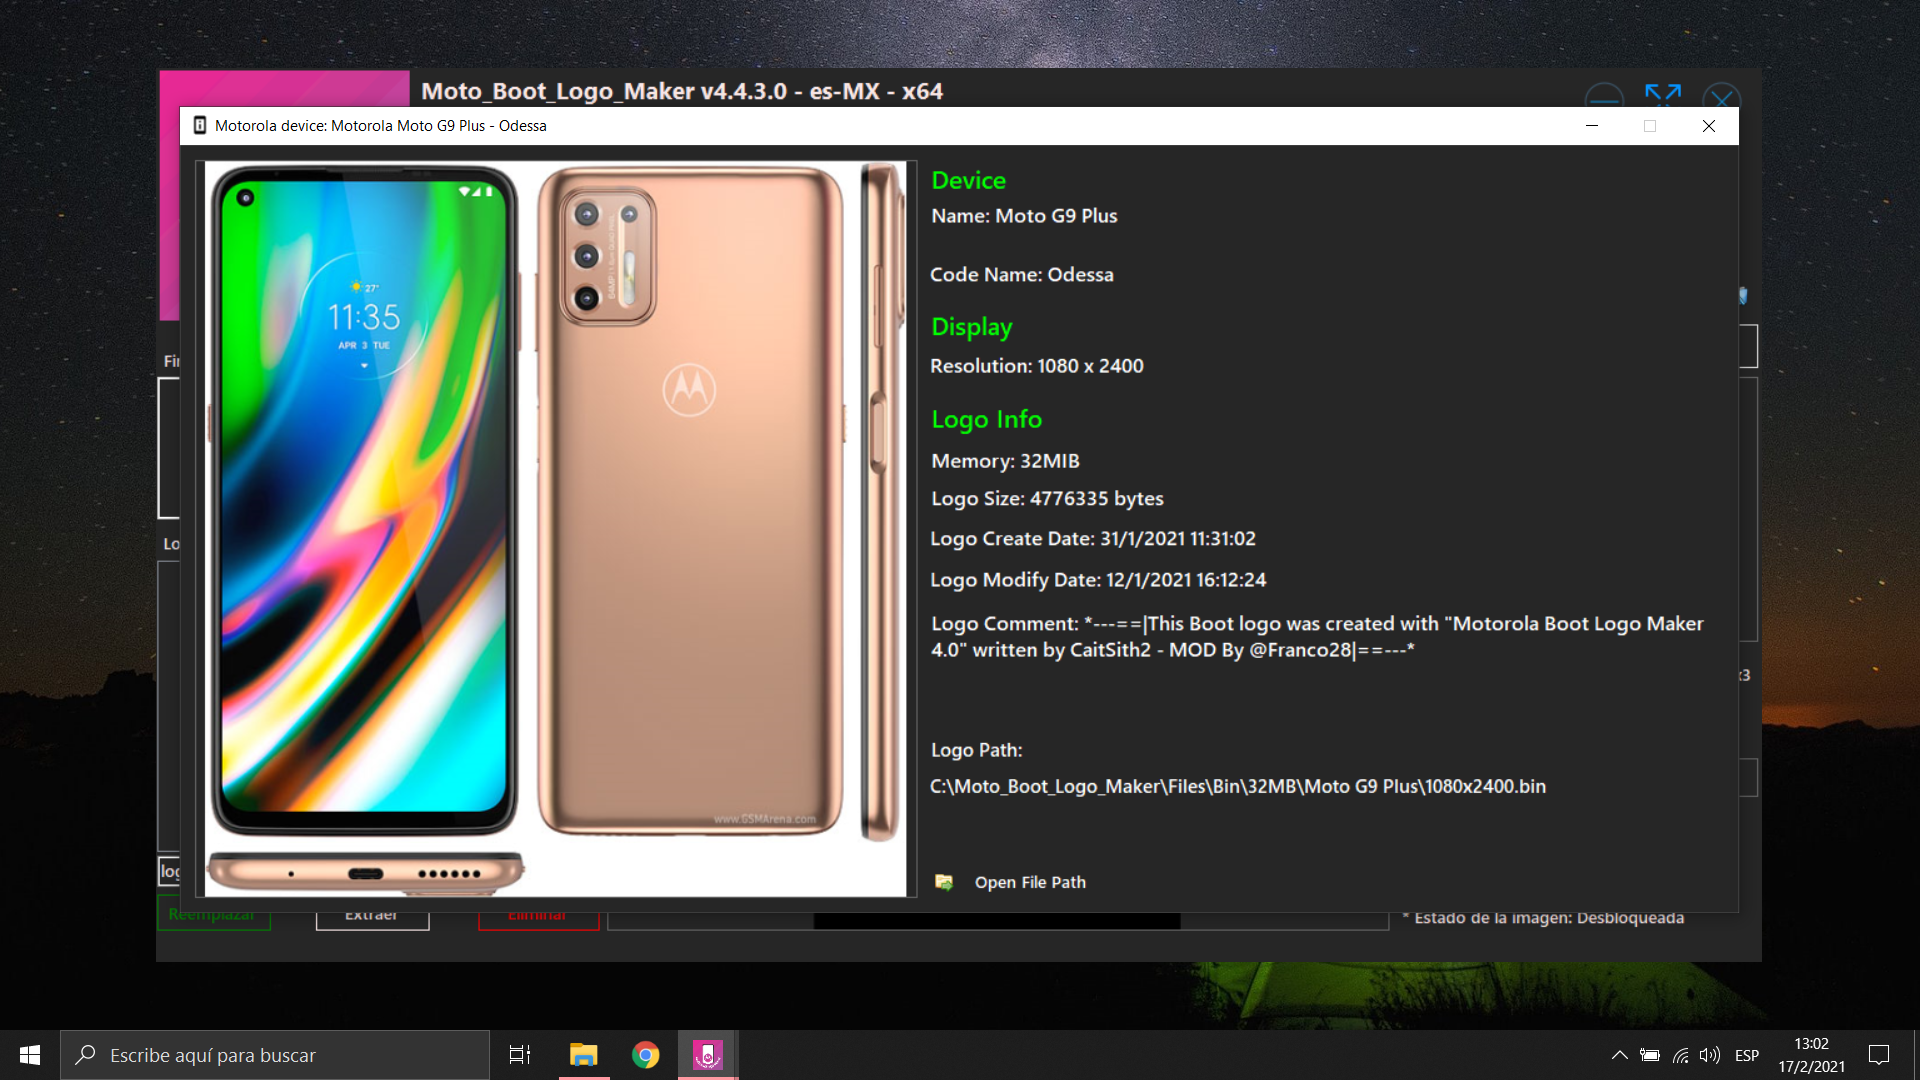 Moto_Boot_Logo_Maker v4.4.3.0 - es-MX - x64
Motorola device: Motorola Moto G9 Plus - Odessa
27°
11:35
APR 3 TUE
www.GSMArena.com
Device
Name: Moto G9 Plus
Code Name: Odessa
Display
Resolution: 1080 x 2400
Logo Info
Memory: 32MIB
Logo Size: 4776335 bytes
Logo Create Date: 31/1/2021 11:31:02
Logo Modify Date: 12/1/2021 16:12:24
Logo Comment: *---==|This Boot logo was created with "Motorola Boot Logo Maker
4.0" written by CaitSith2 - MOD By @Franco28|==---*
Logo Path:
C:\Moto_Boot_Logo_Maker\Files\Bin\32MB\Moto G9 Plus\1080x2400.bin
Open File Path
Reemplazar
Extraer
Eliminar
* Estado de la imagen: Desbloqueada
Escribe aquí para buscar
ESP
13:02
17/2/2021